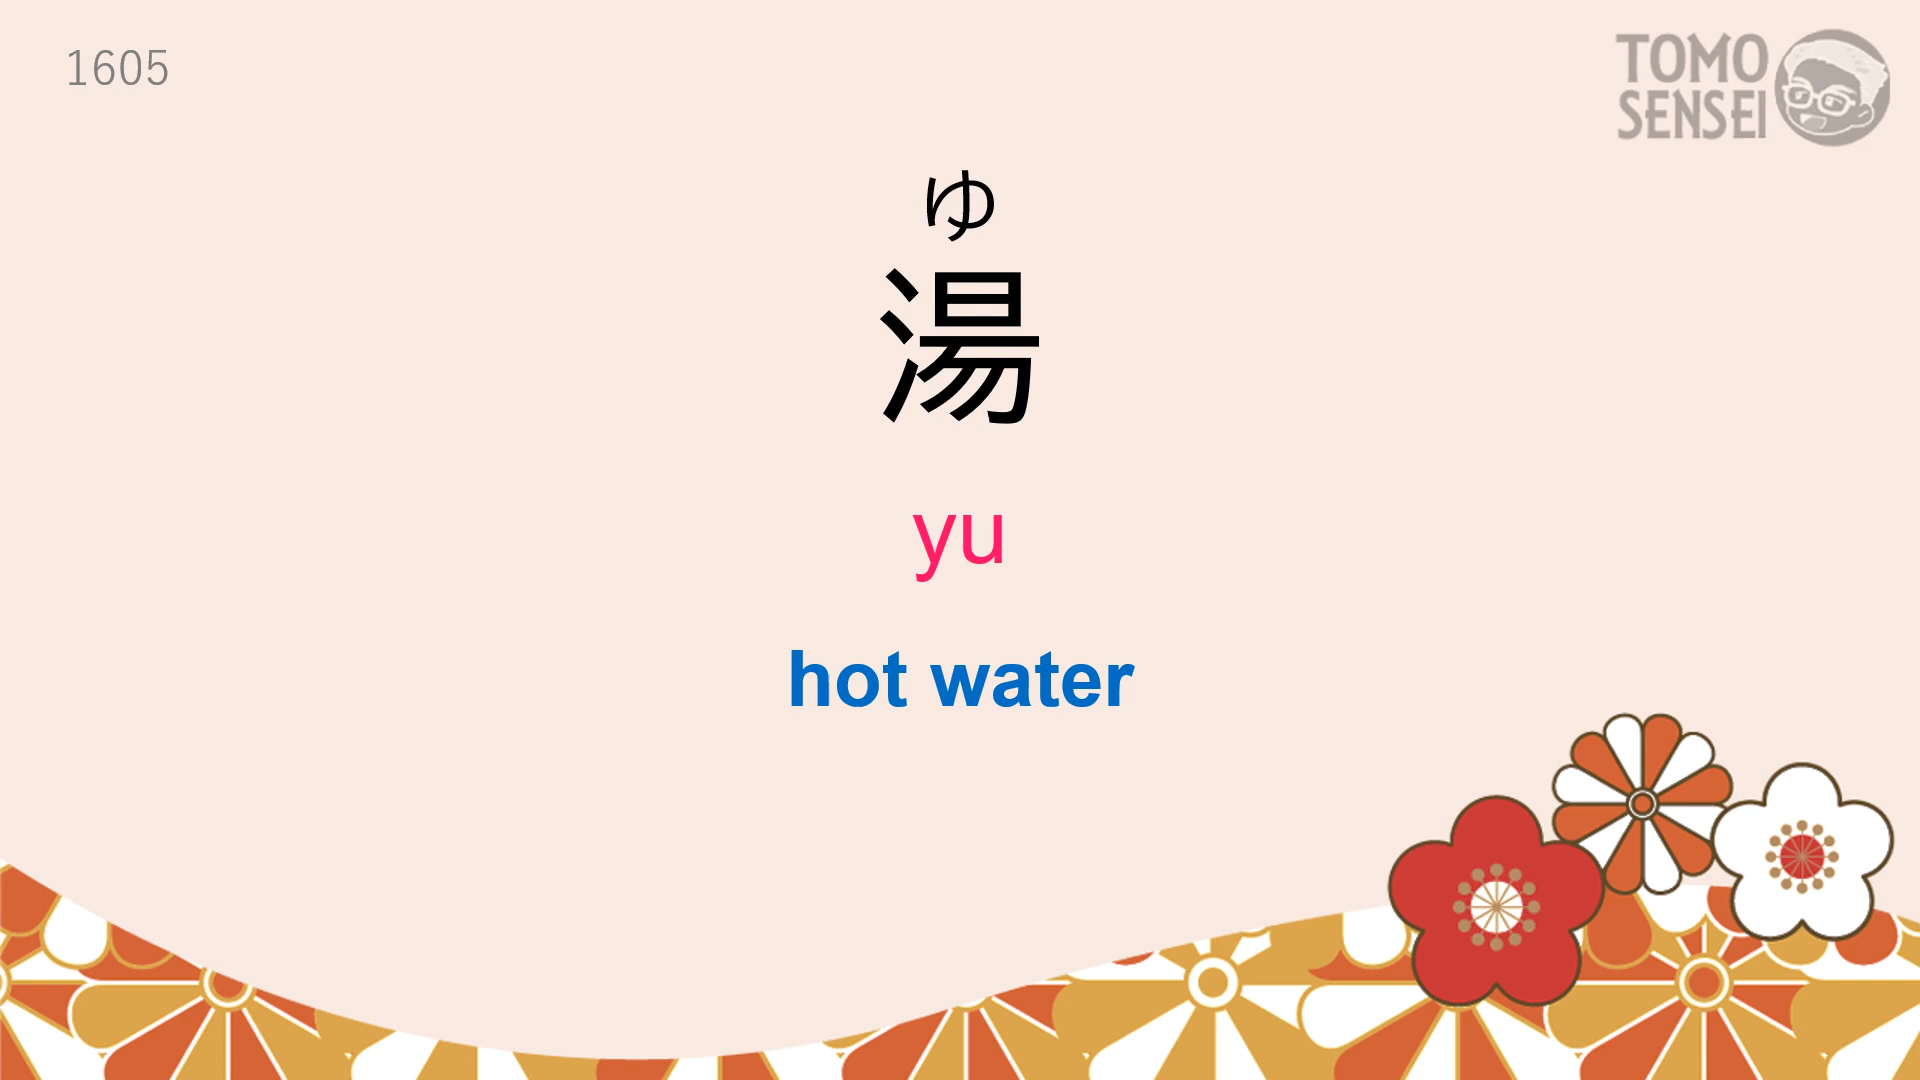 1605
TOMO
SENSEI
ゆ
湯
yu
hot water